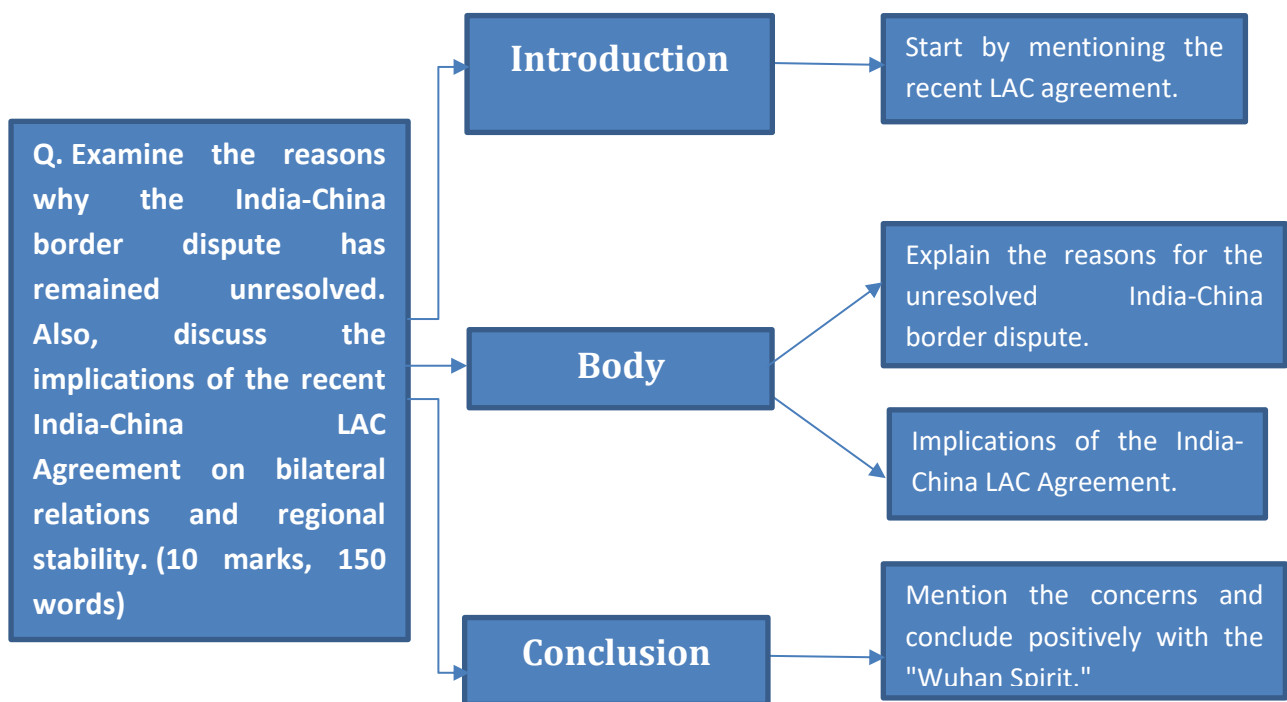 Q. Examine the reasons
why the India-China
border dispute has
remained unresolved.
Also, discuss the
implications of the recent
India-China LAC
Agreement on bilateral
relations and regional
stability. (10 marks, 150
words)
Introduction
Start by mentioning the
recent LAC agreement.
Body
Explain the reasons for the
unresolved India-China
border dispute.
Implications of the India-
China LAC Agreement.
Conclusion
Mention the concerns and
conclude positively with the
"Wuhan Spirit."